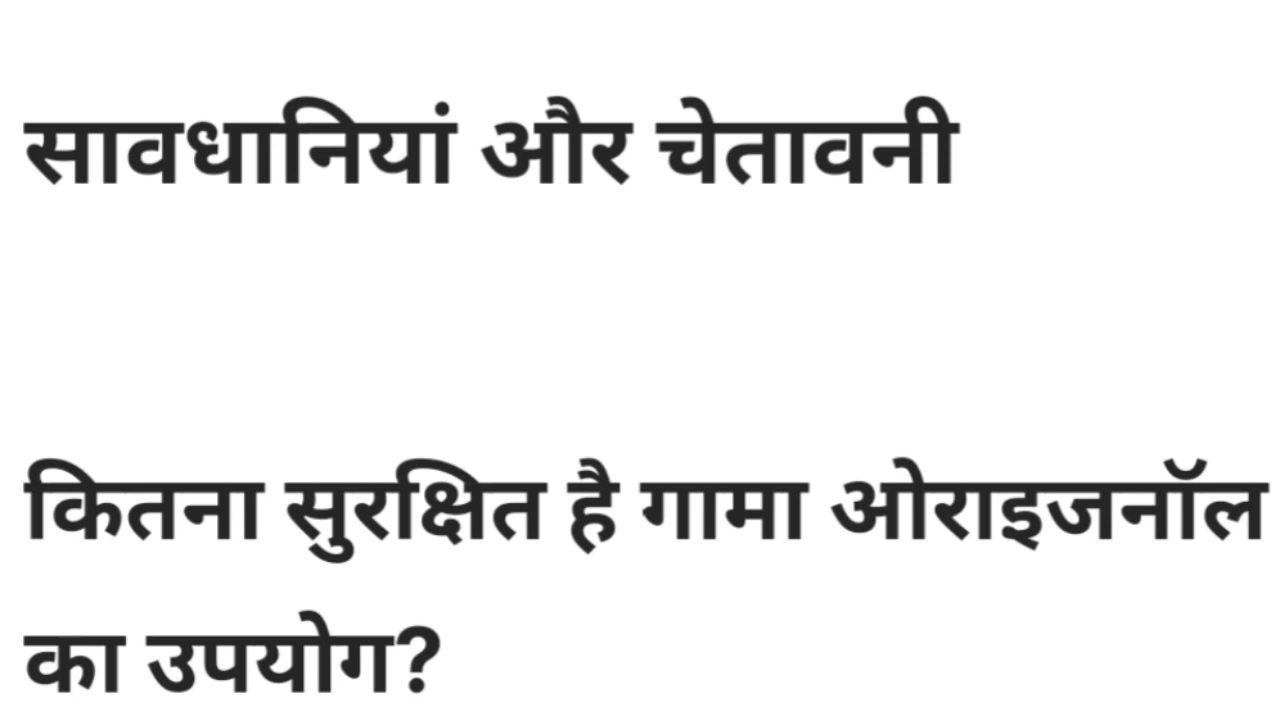 सावधानियां और चेतावनी
कितना सुरक्षित है गामा ओराइजनॉल
का उपयोग?